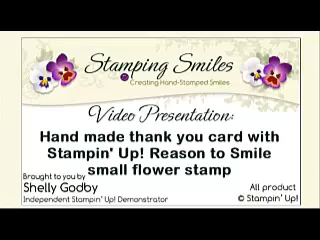 Stamping Smiles
Creating Hand-Stamped Smiles
Video Presentation:
Hand made thank you card with
Stampin' Up! Reason to Smile
small flower stamp
Brought to you by
Shelly Godby
Independent Stampin' Up! Demonstrator
All product
© Stampin' Up!